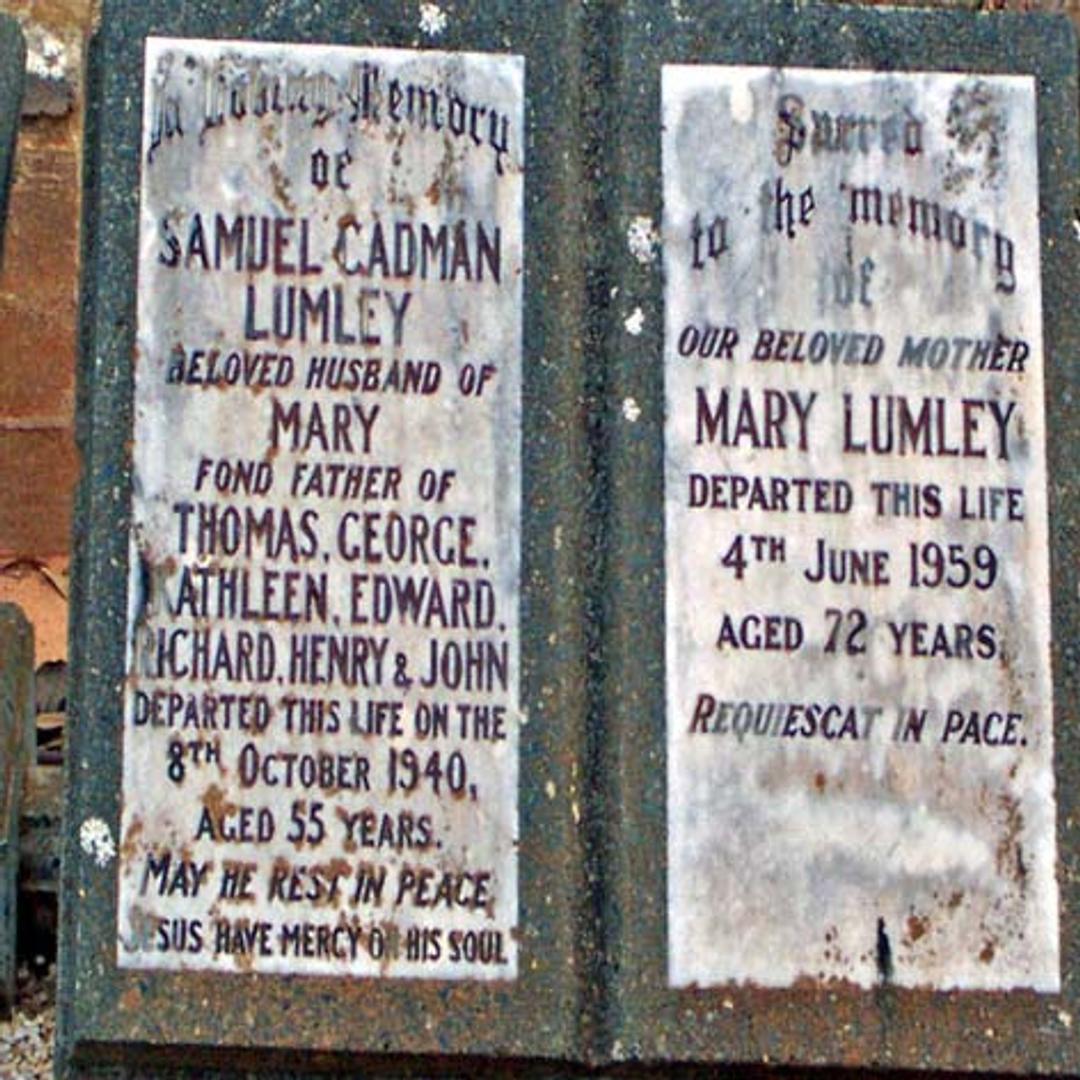 In Loving Memory
of
SAMUEL CADMAN
LUMLEY
BELOVED HUSBAND OF
MARY
FOND FATHER OF
THOMAS, GEORGE,
KATHLEEN, EDWARD,
RICHARD, HENRY & JOHN
DEPARTED THIS LIFE ON THE
8TH OCTOBER 1940,
AGED 55 YEARS.
MAY HE REST IN PEACE
JESUS HAVE MERCY ON HIS SOUL
Sacred
to the memory
of
OUR BELOVED MOTHER
MARY LUMLEY
DEPARTED THIS LIFE
4TH JUNE 1959
AGED 72 YEARS.
REQUIESCAT IN PACE.